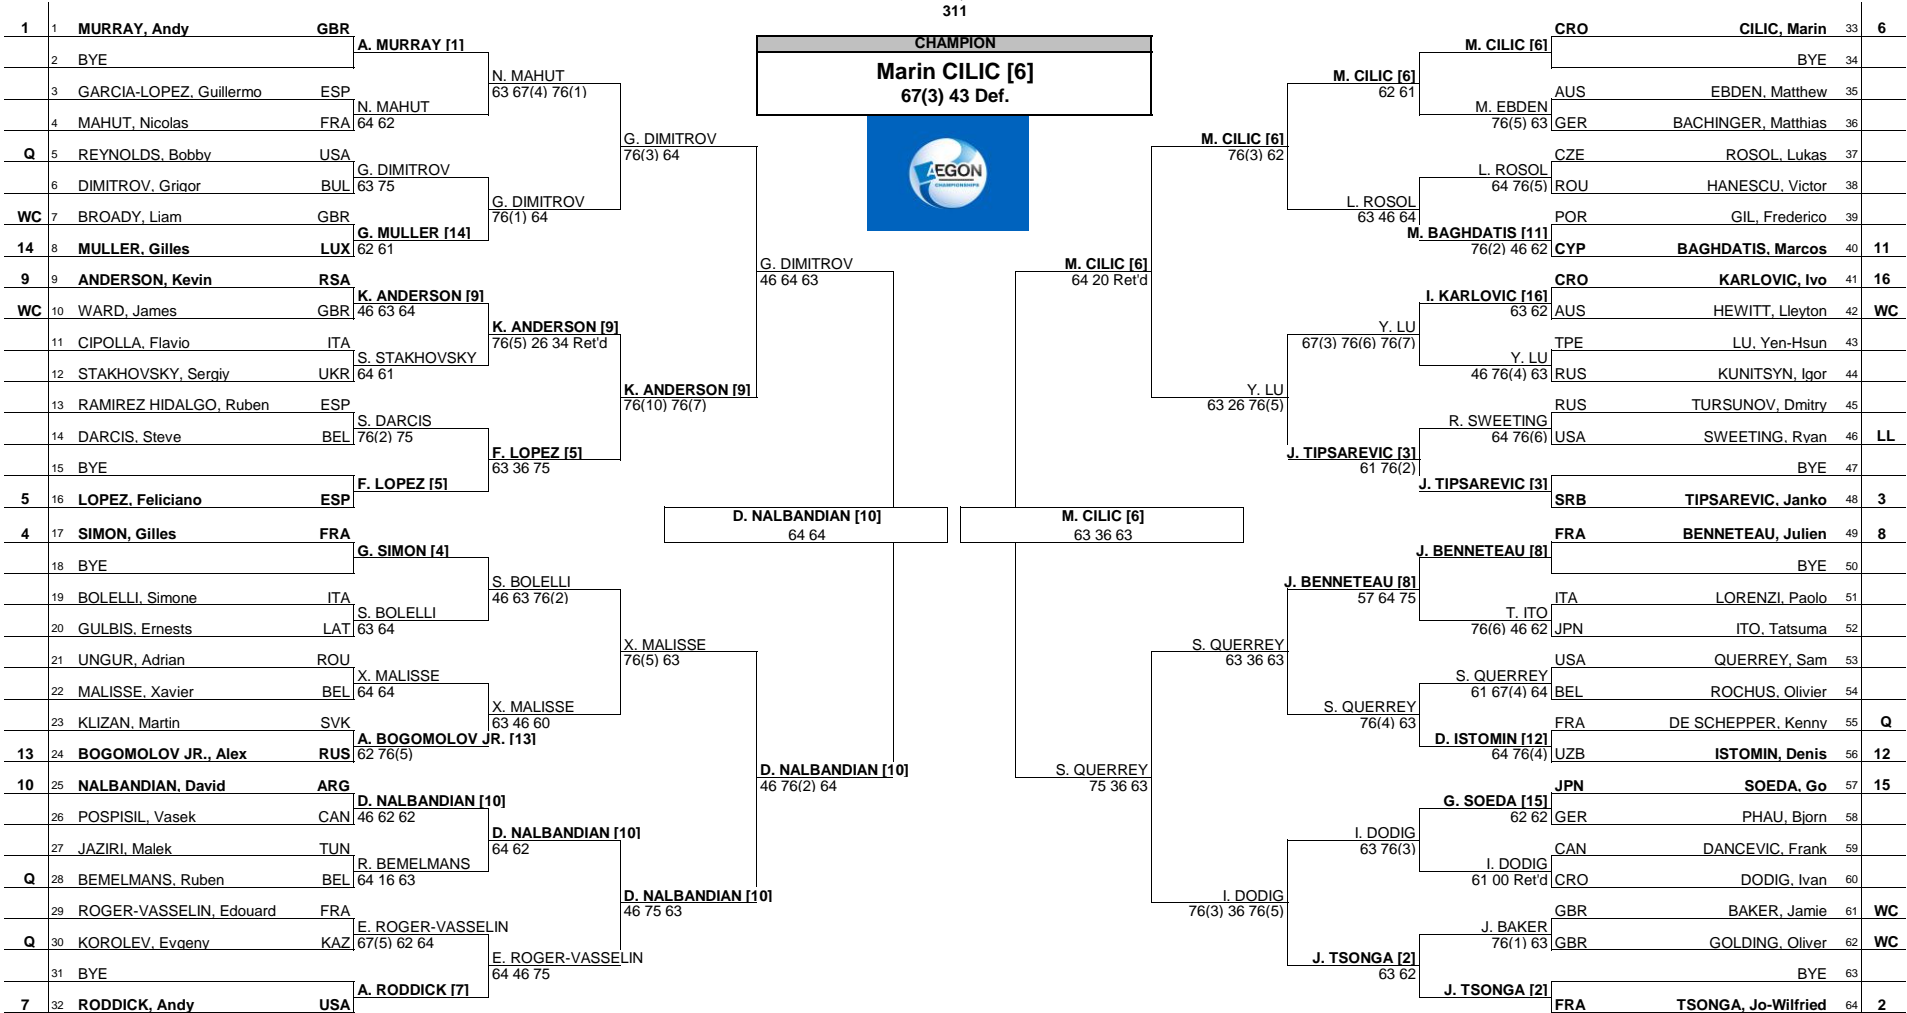 311
CHAMPION
Marin CILIC [6]
67(3) 43 Def.
AEGON
CHAMPIONSHIPS
1 1 MURRAY, Andy GBR
2 BYE
3 GARCIA-LOPEZ, Guillermo ESP
4 MAHUT, Nicolas FRA
Q 5 REYNOLDS, Bobby USA
6 DIMITROV, Grigor BUL
WC 7 BROADY, Liam GBR
14 8 MULLER, Gilles LUX
9 9 ANDERSON, Kevin RSA
WC 10 WARD, James GBR
11 CIPOLLA, Flavio ITA
12 STAKHOVSKY, Sergiy UKR
13 RAMIREZ HIDALGO, Ruben ESP
14 DARCIS, Steve BEL
15 BYE
5 16 LOPEZ, Feliciano ESP
4 17 SIMON, Gilles FRA
18 BYE
19 BOLELLI, Simone ITA
20 GULBIS, Ernests LAT
21 UNGUR, Adrian ROU
22 MALISSE, Xavier BEL
23 KLIZAN, Martin SVK
13 24 BOGOMOLOV JR., Alex RUS
10 25 NALBANDIAN, David ARG
26 POSPISIL, Vasek CAN
27 JAZIRI, Malek TUN
Q 28 BEMELMANS, Ruben BEL
29 ROGER-VASSELIN, Edouard FRA
Q 30 KOROLEV, Evgeny KAZ
31 BYE
7 32 RODDICK, Andy USA
A. MURRAY [1]
N. MAHUT
64 62
G. DIMITROV
63 75
G. MULLER [14]
62 61
K. ANDERSON [9]
46 63 64
S. STAKHOVSKY
64 61
S. DARCIS
76(2) 75
F. LOPEZ [5]
G. SIMON [4]
S. BOLELLI
63 64
X. MALISSE
64 64
A. BOGOMOLOV JR. [13]
62 76(5)
D. NALBANDIAN [10]
46 62 62
R. BEMELMANS
64 16 63
E. ROGER-VASSELIN
67(5) 62 64
A. RODDICK [7]
N. MAHUT
63 67(4) 76(1)
G. DIMITROV
76(1) 64
K. ANDERSON [9]
76(5) 26 34 Ret'd
F. LOPEZ [5]
63 36 75
S. BOLELLI
46 63 76(2)
X. MALISSE
63 46 60
D. NALBANDIAN [10]
64 62
E. ROGER-VASSELIN
64 46 75
G. DIMITROV
76(3) 64
K. ANDERSON [9]
76(10) 76(7)
X. MALISSE
76(5) 63
D. NALBANDIAN [10]
46 75 63
G. DIMITROV
46 64 63
D. NALBANDIAN [10]
46 76(2) 64
D. NALBANDIAN [10]
64 64
M. CILIC [6]
63 36 63
M. CILIC [6]
64 20 Ret'd
S. QUERREY
75 36 63
M. CILIC [6]
76(3) 62
Y. LU
63 26 76(5)
S. QUERREY
63 36 63
I. DODIG
76(3) 36 76(5)
M. CILIC [6]
62 61
L. ROSOL
63 46 64
Y. LU
67(3) 76(6) 76(7)
J. TIPSAREVIC [3]
61 76(2)
J. BENNETEAU [8]
57 64 75
S. QUERREY
76(4) 63
I. DODIG
63 76(3)
J. TSONGA [2]
63 62
M. CILIC [6]
M. EBDEN
76(5) 63
L. ROSOL
64 76(5)
M. BAGHDATIS [11]
76(2) 46 62
I. KARLOVIC [16]
63 62
Y. LU
46 76(4) 63
R. SWEETING
64 76(6)
J. TIPSAREVIC [3]
J. BENNETEAU [8]
T. ITO
76(6) 46 62
S. QUERREY
61 67(4) 64
D. ISTOMIN [12]
64 76(4)
G. SOEDA [15]
62 62
I. DODIG
61 00 Ret'd
J. BAKER
76(1) 63
J. TSONGA [2]
CRO CILIC, Marin 33 6
BYE 34
AUS EBDEN, Matthew 35
GER BACHINGER, Matthias 36
CZE ROSOL, Lukas 37
ROU HANESCU, Victor 38
POR GIL, Frederico 39
CYP BAGHDATIS, Marcos 40 11
CRO KARLOVIC, Ivo 41 16
AUS HEWITT, Lleyton 42 WC
TPE LU, Yen-Hsun 43
RUS KUNITSYN, Igor 44
RUS TURSUNOV, Dmitry 45
USA SWEETING, Ryan 46 LL
BYE 47
SRB TIPSAREVIC, Janko 48 3
FRA BENNETEAU, Julien 49 8
BYE 50
ITA LORENZI, Paolo 51
JPN ITO, Tatsuma 52
USA QUERREY, Sam 53
BEL ROCHUS, Olivier 54
FRA DE SCHEPPER, Kenny 55 Q
UZB ISTOMIN, Denis 56 12
JPN SOEDA, Go 57 15
GER PHAU, Bjorn 58
CAN DANCEVIC, Frank 59
CRO DODIG, Ivan 60
GBR BAKER, Jamie 61 WC
GBR GOLDING, Oliver 62 WC
BYE 63
FRA TSONGA, Jo-Wilfried 64 2